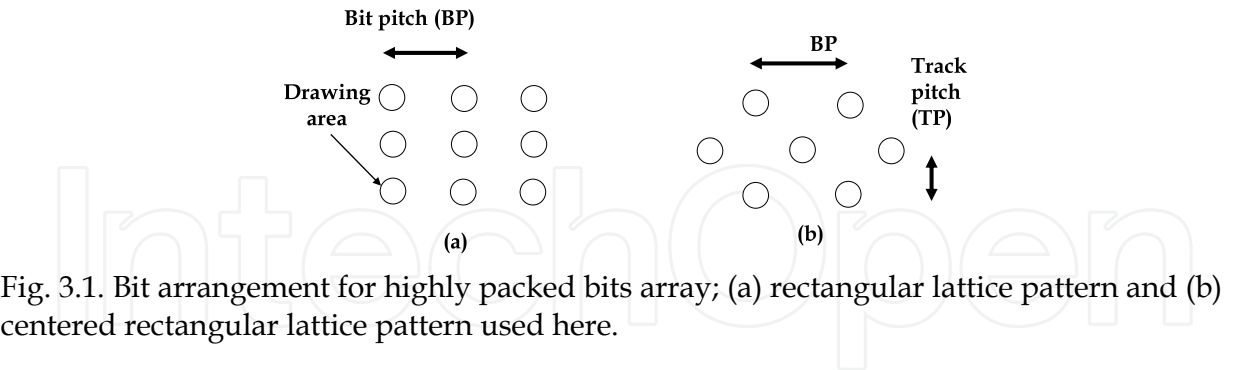 Bit pitch (BP)
Drawing
area
(a)
BP
Track
pitch
(TP)
(b)
Fig. 3.1. Bit arrangement for highly packed bits array; (a) rectangular lattice pattern and (b)
centered rectangular lattice pattern used here.
IntechOpen